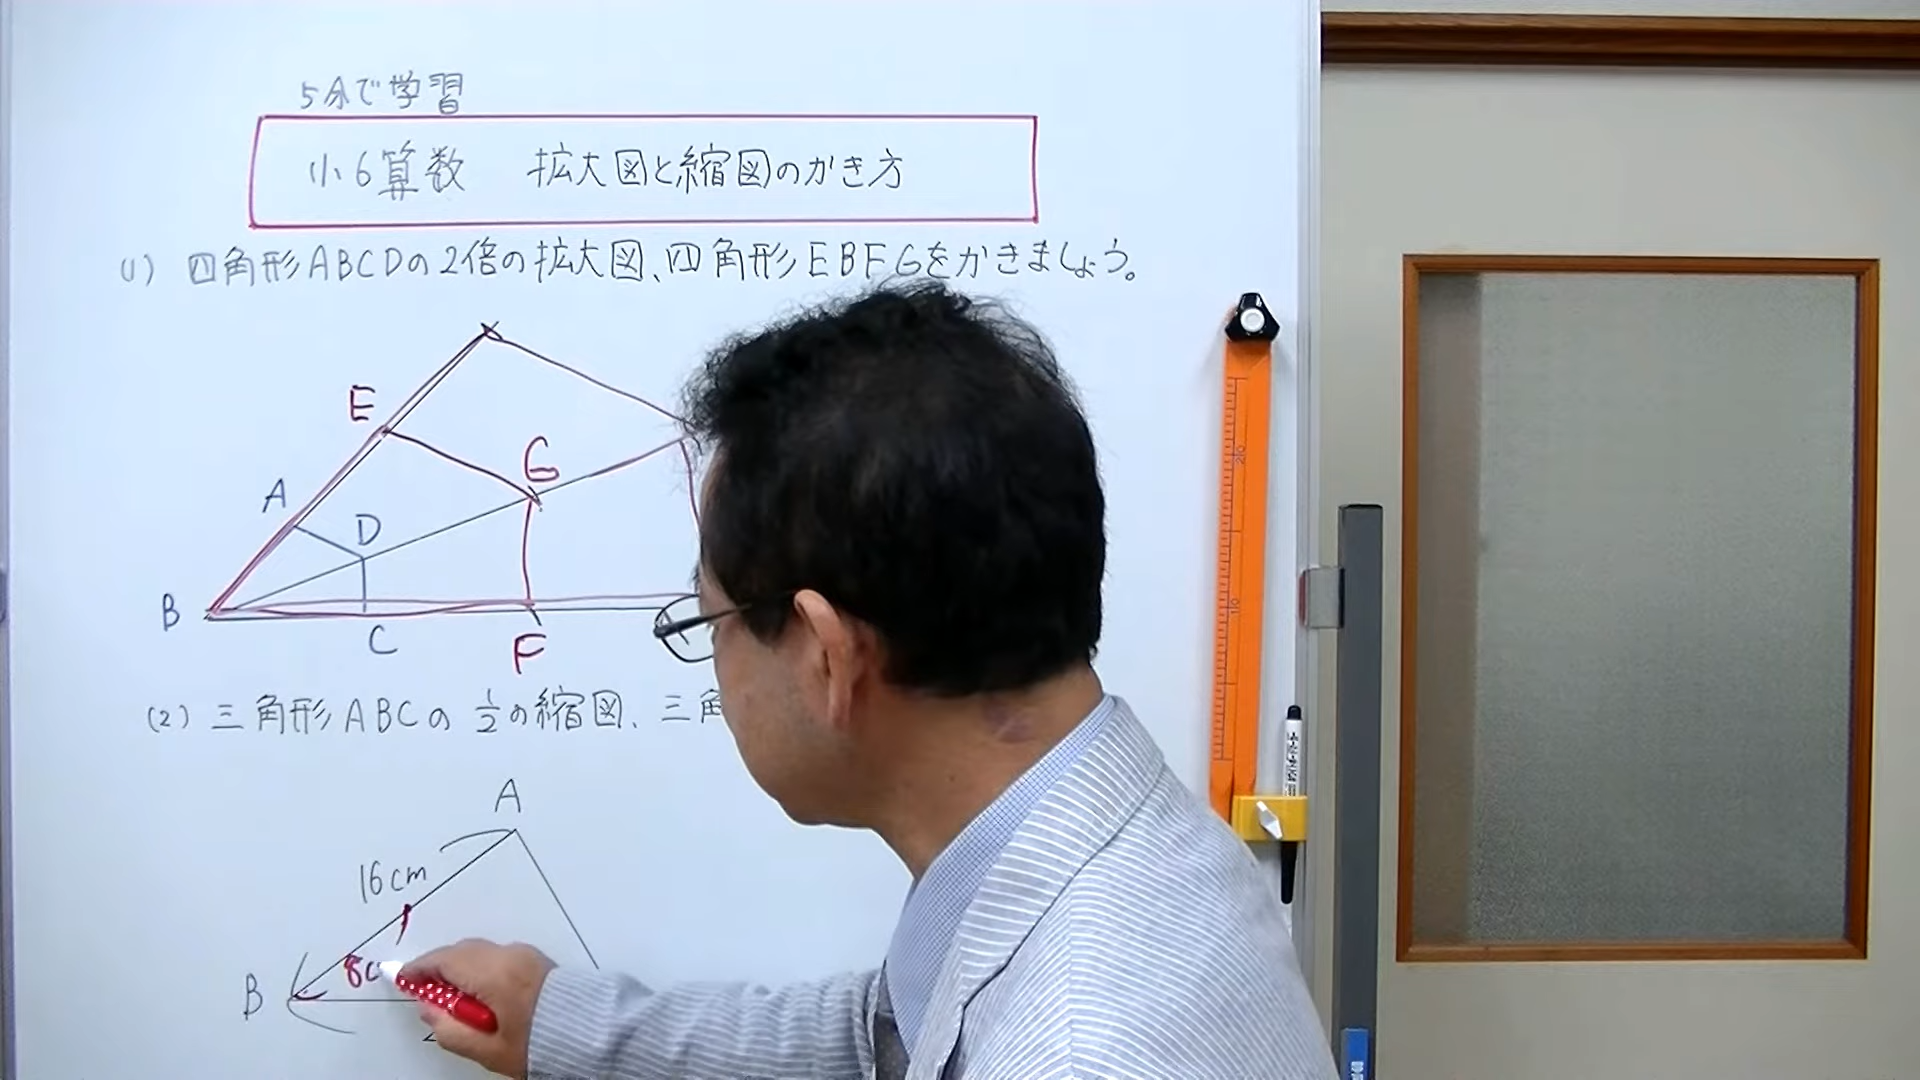 5分で学習
小6算数 拡大図と縮図のかき方
(1) 四角形ABCDの2倍の拡大図、四角形EBFGをかきましょう。
E
G
A
D
B
C
F
(2) 三角形ABCの 1/2 の縮図、三角
A
16cm
8c
B